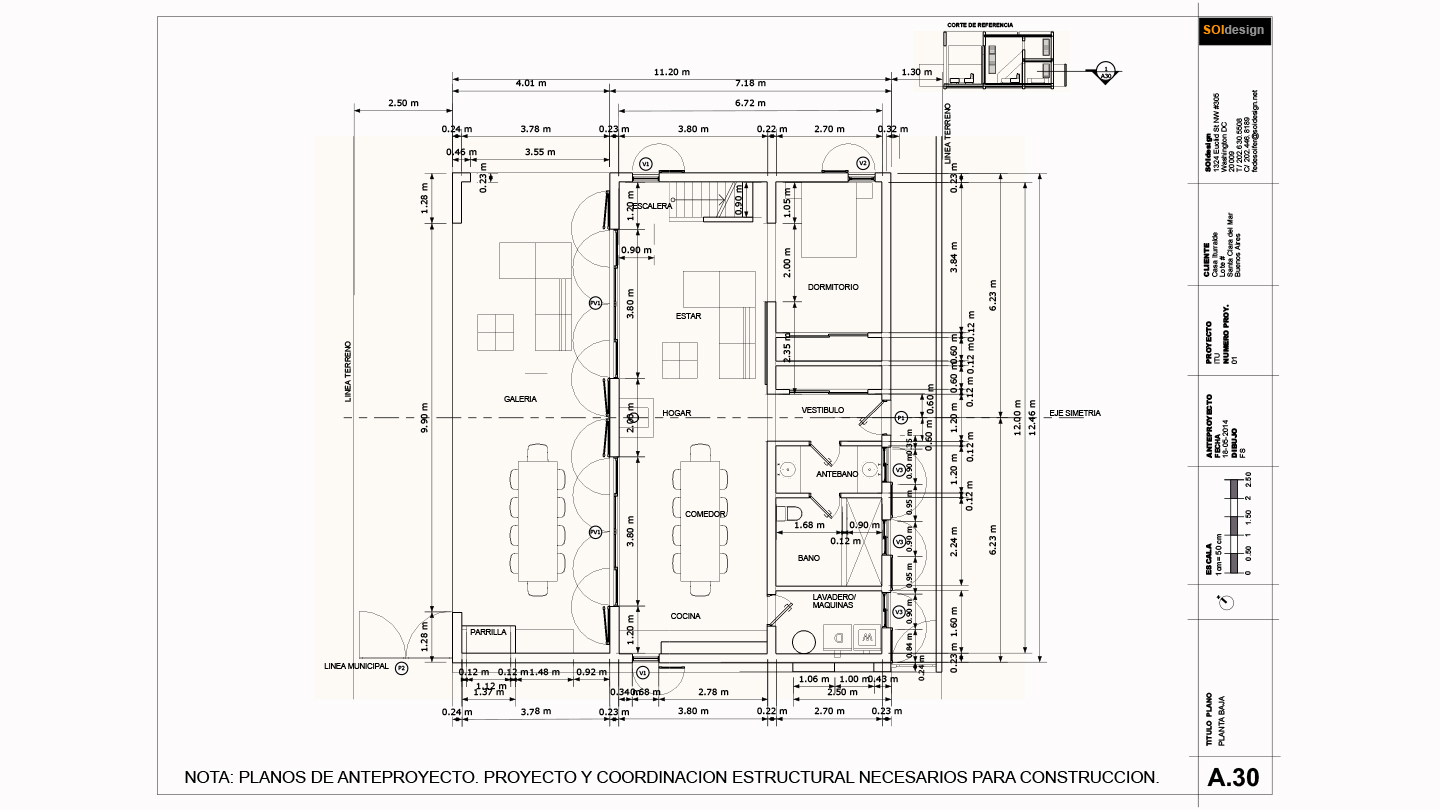 CORTE DE REFERENCIA
SOIdesign
1
A30
11.20 m
1.30 m
4.01 m
7.18 m
2.50 m
6.72 m
0.24 m
3.78 m
0.23 m
3.80 m
0.22 m
2.70 m
0.32 m
0.46 m
3.55 m
0.23 m
1.28 m
9.90 m
1.28 m
LINEA TERRENO
LINEA TERRENO
V1
V2
ESCALERA
1.20 m
0.90 m
0.90 m
1.05 m
2.00 m
2.35 m
3.80 m
DORMITORIO
ESTAR
PV1
GALERIA
HOGAR
VESTIBULO
P1
EJE SIMETRIA
ANTEBANO
COMEDOR
3.80 m
PV1
1.68 m
0.90 m
0.12 m
BANO
LAVADERO/
MAQUINAS
COCINA
1.20 m
D
W
PARRILLA
LINEA MUNICIPAL
P2
V1
V3
V3
V3
0.23 m
3.84 m
0.12 m
0.60 m
0.12 m
0.60 m
0.12 m
1.20 m
0.12 m
1.20 m
0.12 m
2.24 m
1.60 m
0.23 m
0.60 m
0.60 m
0.35 m
0.90 m
0.95 m
0.90 m
0.95 m
0.90 m
0.84 m
0.24 m
6.23 m
6.23 m
12.00 m
12.46 m
0.12 m
0.12 m
1.48 m
0.92 m
1.12 m
1.37 m
0.68 m
2.78 m
1.06 m
1.00 m
0.43 m
2.50 m
0.24 m
3.78 m
0.23 m
3.80 m
0.22 m
2.70 m
0.23 m
NOTA: PLANOS DE ANTEPROYECTO. PROYECTO Y COORDINACION ESTRUCTURAL NECESARIOS PARA CONSTRUCCION.
SOIdesign
1324 Euclid St NW #305
Washington DC
20009
T/ 202.630.5508
C/ 202.446.8189
fedesoifer@soidesign.net
CLIENTE
Casa Iturralde
Lote #
Santa Clara del Mar
Buenos Aires
PROYECTO
ITU
NUMERO PROY.
01
ANTEPROYECTO
FECHA
16-05-2014
DIBUJO
FS
ESCALA
1cm= 50 cm
0
0.50
1
1.50
2
2.50
TITULO PLANO
PLANTA BAJA
A.30